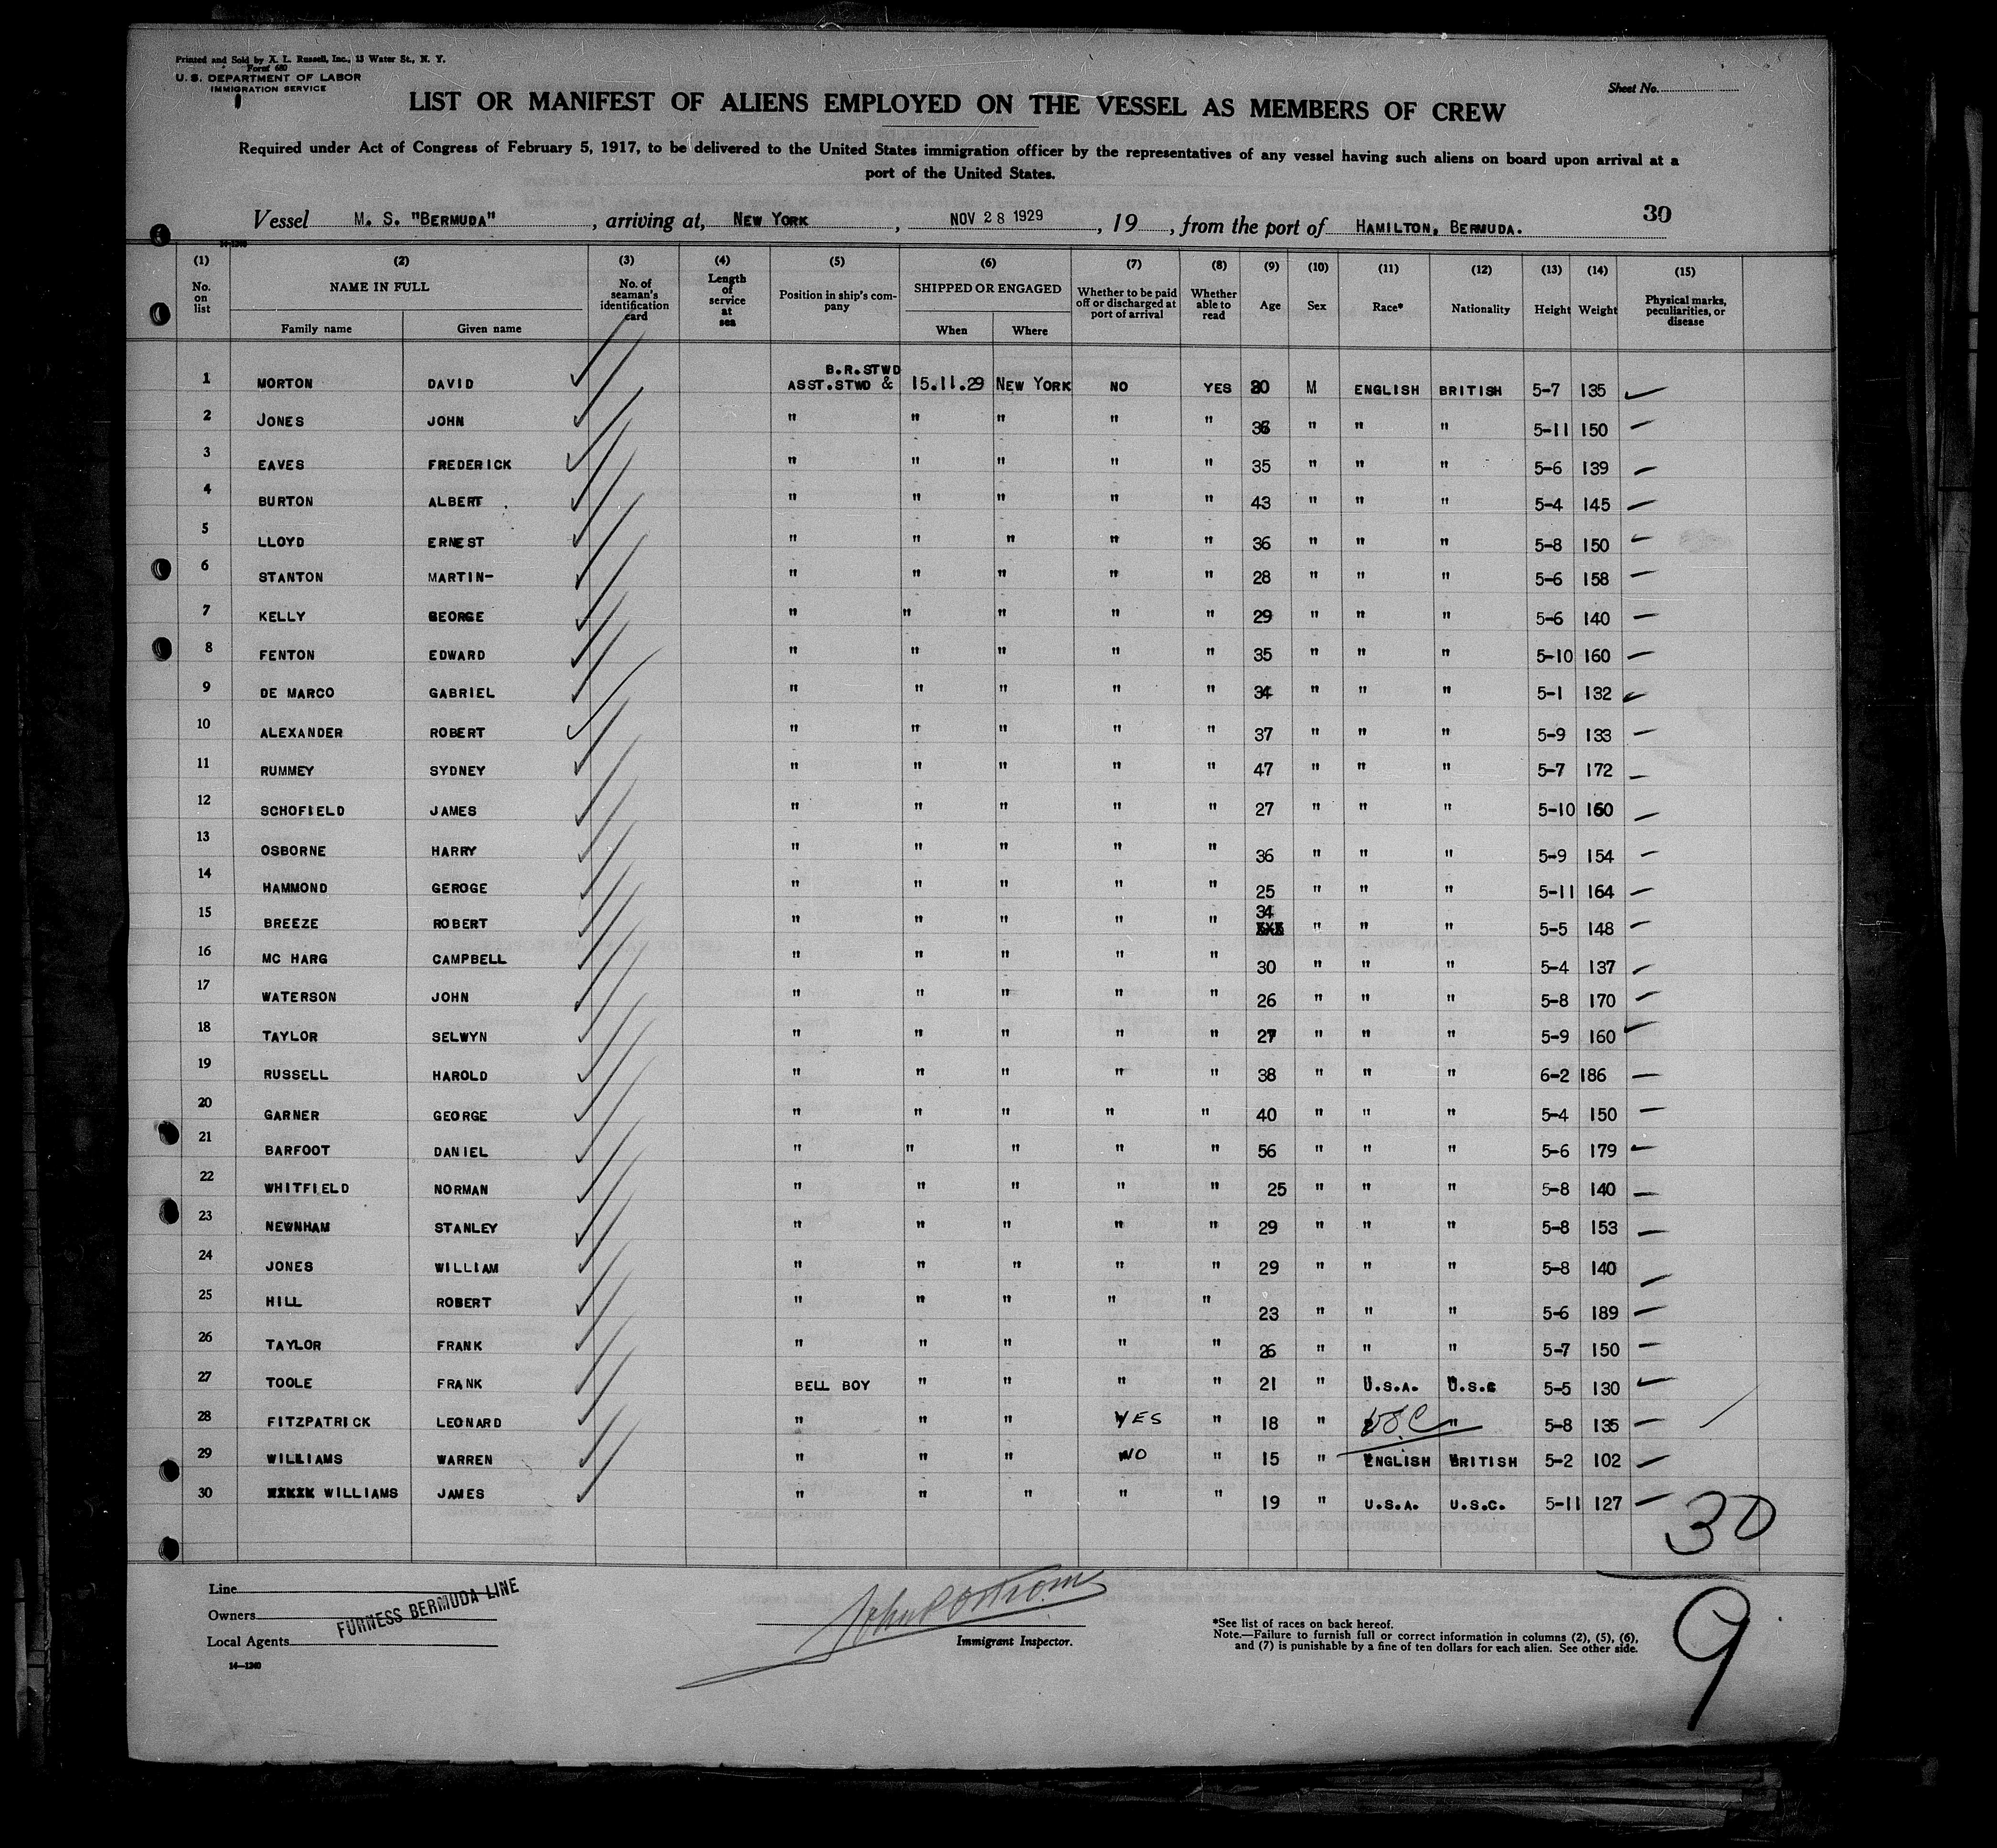 Printed and Sold by X. L. Russell, Inc., 13 Water St., N. Y.
Form 680
U. S. DEPARTMENT OF LABOR
IMMIGRATION SERVICE
Sheet No.
LIST OR MANIFEST OF ALIENS EMPLOYED ON THE VESSEL AS MEMBERS OF CREW
Required under Act of Congress of February 5, 1917, to be delivered to the United States immigration officer by the representatives of any vessel having such aliens on board upon arrival at a
port of the United States.
Vessel M. S. "BERMUDA", arriving at, NEW YORK, NOV 28 1929, 19, from the port of HAMILTON, BERMUDA. 30
14-1240
(1) (2) (3) (4) (5) (6) (7) (8) (9) (10) (11) (12) (13) (14) (15)
No. on list NAME IN FULL Family name Given name No. of seaman's identification card Length of service at sea Position in ship's company SHIPPED OR ENGAGED When Where Whether to be paid off or discharged at port of arrival Whether able to read Age Sex Race* Nationality Height Weight Physical marks, peculiarities, or disease
1 MORTON DAVID B.R.STWD ASST.STWD & 15.11.29 NEW YORK NO YES 30 M ENGLISH BRITISH 5-7 135
2 JONES JOHN " " " " " 36 " " " 5-11 150
3 EAVES FREDERICK " " " " " 35 " " " 5-6 139
4 BURTON ALBERT " " " " " 43 " " " 5-4 145
5 LLOYD ERNEST " " " " " 36 " " " 5-8 150
6 STANTON MARTIN- " " " " " 28 " " " 5-6 158
7 KELLY GEORGE " " " " " 29 " " " 5-6 140
8 FENTON EDWARD " " " " " 35 " " " 5-10 160
9 DE MARCO GABRIEL " " " " " 34 " " " 5-1 132
10 ALEXANDER ROBERT " " " " " 37 " " " 5-9 133
11 RUMMEY SYDNEY " " " " " 47 " " " 5-7 172
12 SCHOFIELD JAMES " " " " " 27 " " " 5-10 160
13 OSBORNE HARRY " " " " " 36 " " " 5-9 154
14 HAMMOND GEROGE " " " " " 25 " " " 5-11 164
15 BREEZE ROBERT " " " " " 34 " " " 5-5 148
16 MC HARG CAMPBELL " " " " " 30 " " " 5-4 137
17 WATERSON JOHN " " " " " 26 " " " 5-8 170
18 TAYLOR SELWYN " " " " " 27 " " " 5-9 160
19 RUSSELL HAROLD " " " " " 38 " " " 6-2 186
20 GARNER GEORGE " " " " " 40 " " " 5-4 150
21 BARFOOT DANIEL " " " " " 56 " " " 5-6 179
22 WHITFIELD NORMAN " " " " " 25 " " " 5-8 140
23 NEWNHAM STANLEY " " " " " 29 " " " 5-8 153
24 JONES WILLIAM " " " " " 29 " " " 5-8 140
25 HILL ROBERT " " " " " 23 " " " 5-6 189
26 TAYLOR FRANK " " " " " 26 " " " 5-7 150
27 TOOLE FRANK BELL BOY " " " " 21 " U.S.A. U.S.C 5-5 130
28 FITZPATRICK LEONARD " " " YES " 18 " USC " 5-8 135
29 WILLIAMS WARREN " " " NO " 15 " ENGLISH BRITISH 5-2 102
30 WILLIAMS JAMES " " " " " 19 " U.S.A. U.S.C. 5-11 127
30
9
Line
Owners FURNESS BERMUDA LINE
Local Agents
14-1240
Immigrant Inspector.
*See list of races on back hereof.
Note.—Failure to furnish full or correct information in columns (2), (5), (6),
and (7) is punishable by a fine of ten dollars for each alien. See other side.